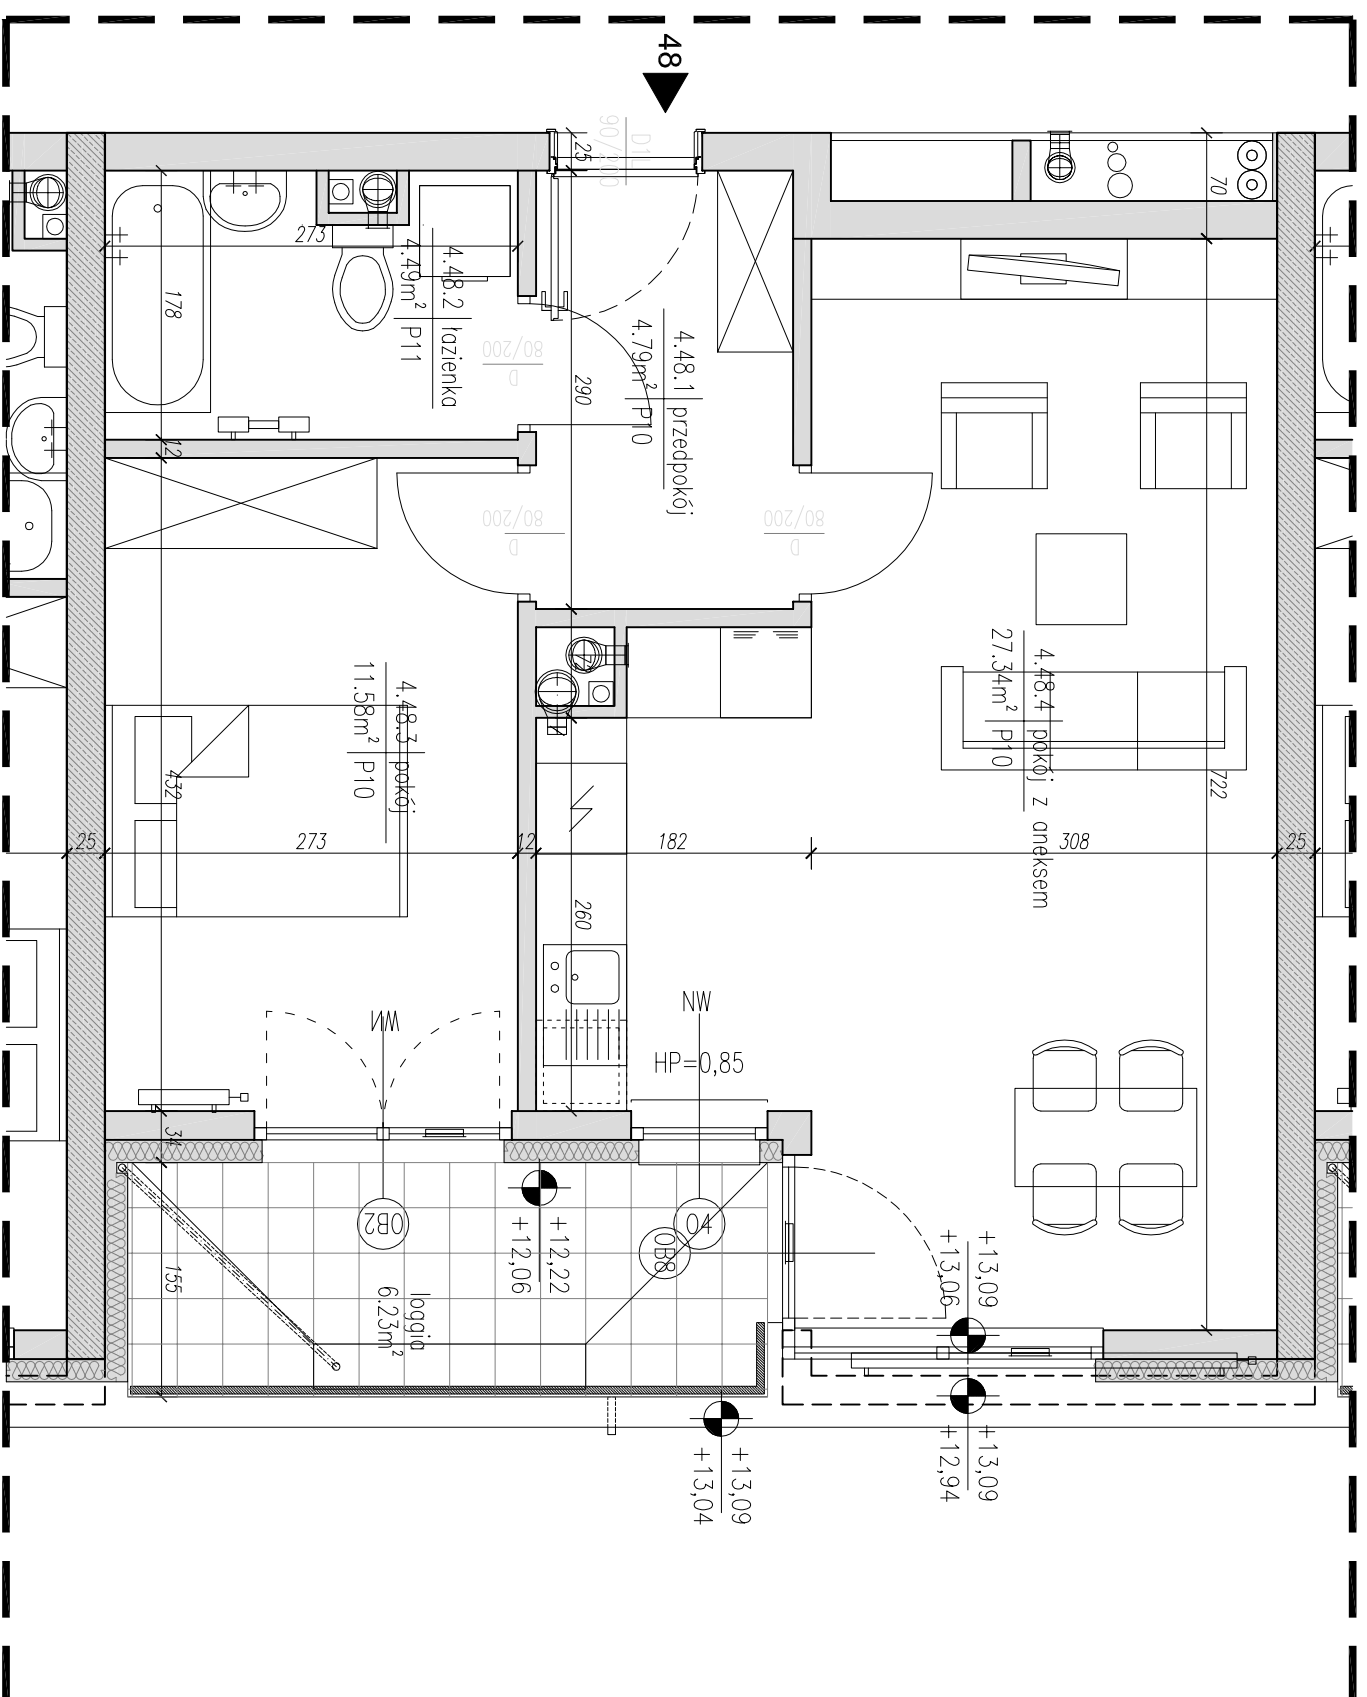 48
D1L
90/200
25
70
273
178
12
4.48.2 łazienka
4.49m² P11
D
80/200
290
4.48.1 przedpokój
4.79m² P10
D
80/200
D
80/200
4.48.3 pokój
11.58m² P10
4.48.4 pokój z aneksem
27.34m² P10
432
722
25
273
12
182
308
25
260
NW
NW
HP=0,85
34
155
OB2
O4
OB8
+12,22
+12,06
loggia
6.23m²
+13,09
+13,06
+13,09
+12,94
+13,09
+13,04